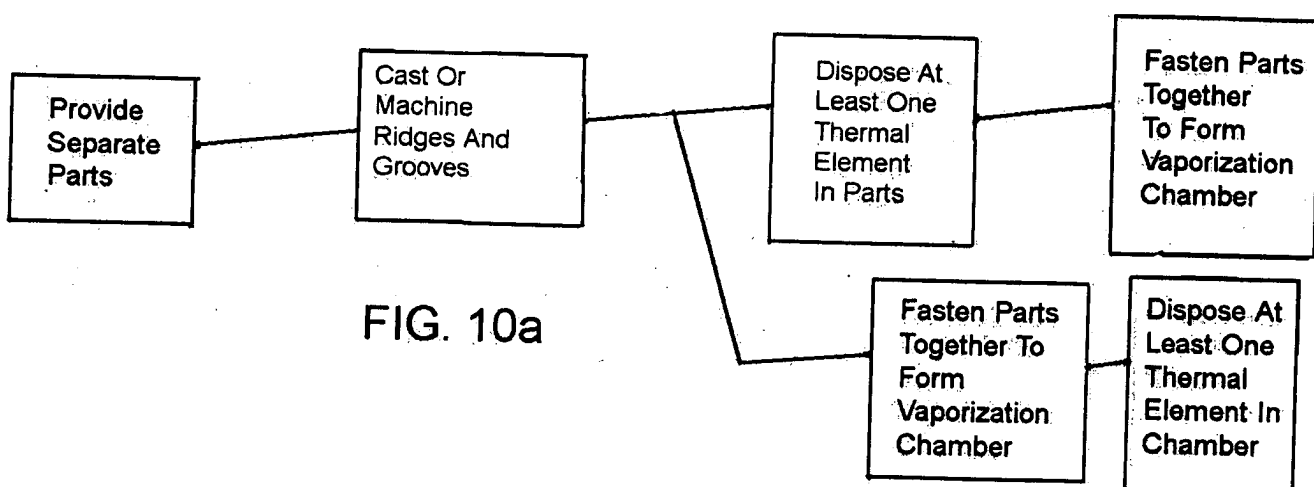 Provide
Separate
Parts
Cast Or
Machine
Ridges And
Grooves
Dispose At
Least One
Thermal
Element
In Parts
Fasten Parts
Together
To Form
Vaporization
Chamber
FIG. 10a
Fasten Parts
Together To
Form
Vaporization
Chamber
Dispose At
Least One
Thermal
Element In
Chamber